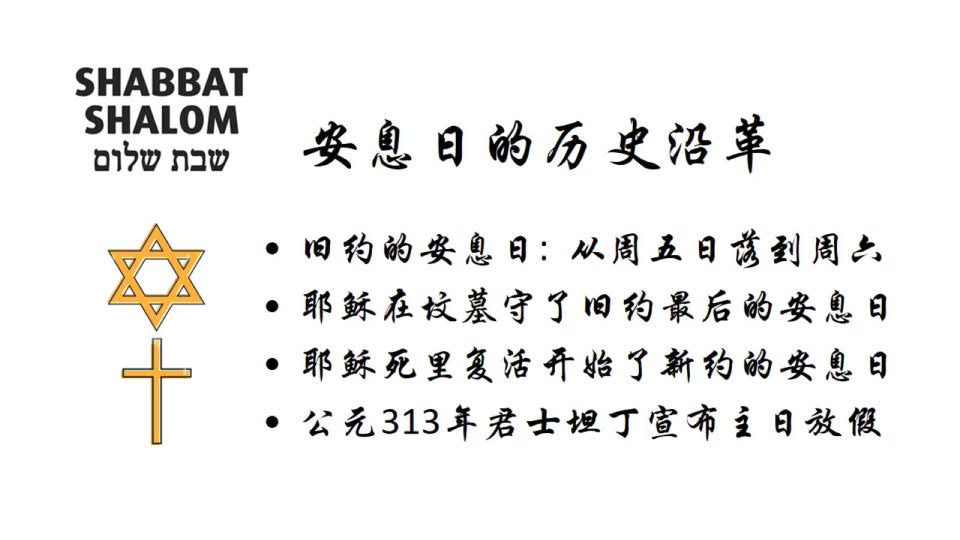 SHABBAT
SHALOM
שבת שלום
安息日的历史沿革
• 旧约的安息日：从周五日落到周六
• 耶稣在坟墓守了旧约最后的安息日
• 耶稣死里复活开始了新约的安息日
• 公元313年君士坦丁宣布主日放假